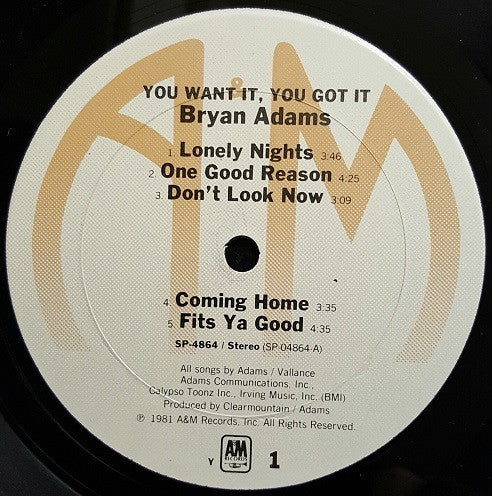 YOU WANT IT, YOU GOT IT
Bryan Adams
1. Lonely Nights 3:46
2. One Good Reason 4:25
3. Don't Look Now 3:09
4. Coming Home 3:35
5. Fits Ya Good 4:35
SP-4864 / Stereo (SP-04864-A)
All songs by Adams / Vallance
Adams Communications, Inc.,
Calypso Toonz Inc., Irving Music, Inc. (BMI)
Produced by Clearmountain / Adams
℗ 1981 A&M Records, Inc. All Rights Reserved.
Y A&M RECORDS 1